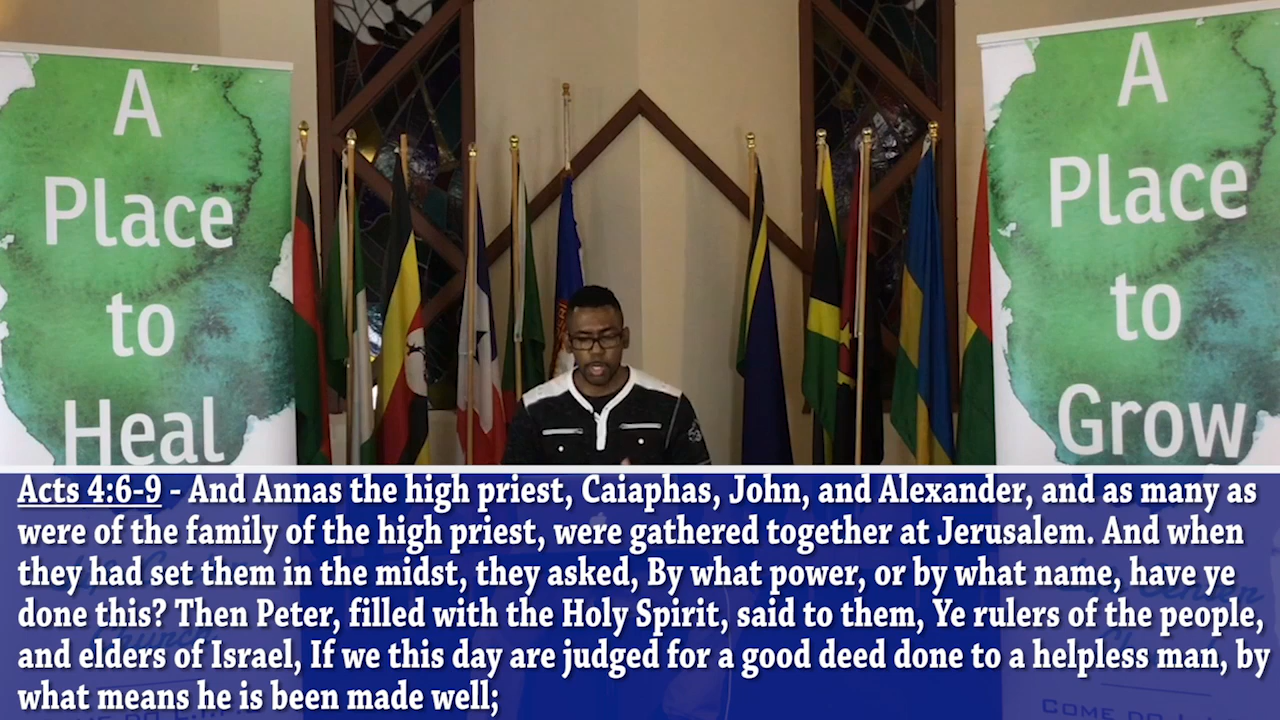 A
Place
to
Heal
A
Place
to
Grow
Acts 4:6-9 - And Annas the high priest, Caiaphas, John, and Alexander, and as many as
were of the family of the high priest, were gathered together at Jerusalem. And when
they had set them in the midst, they asked, By what power, or by what name, have ye
done this? Then Peter, filled with the Holy Spirit, said to them, Ye rulers of the people,
and elders of Israel, If we this day are judged for a good deed done to a helpless man, by
what means he is been made well;
COME DO